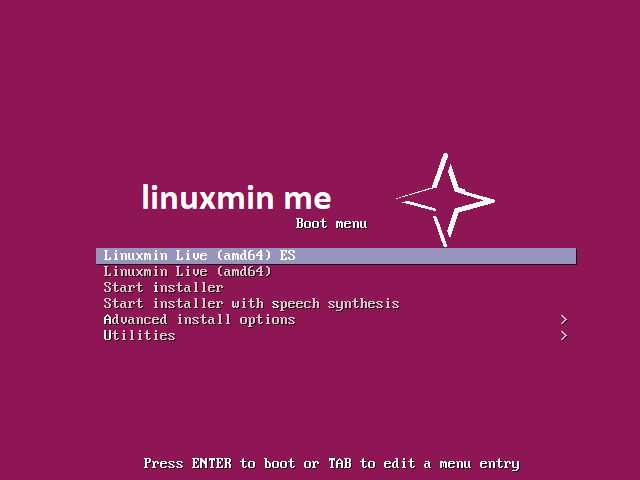 linuxmin me
Boot menu
Linuxmin Live (amd64) ES
Linuxmin Live (amd64)
Start installer
Start installer with speech synthesis
Advanced install options >
Utilities >
Press ENTER to boot or TAB to edit a menu entry